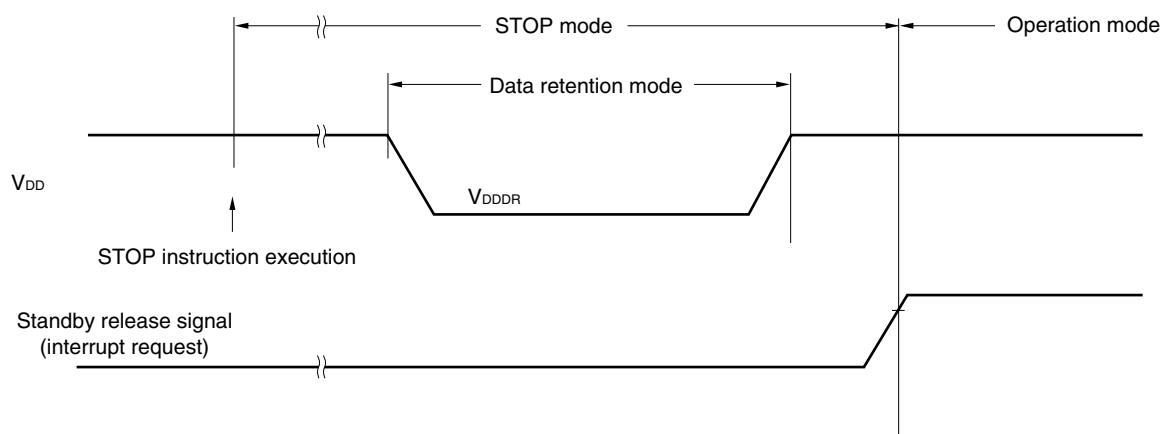 STOP mode
Operation mode
Data retention mode
VDD
VDDDR
STOP instruction execution
Standby release signal
(interrupt request)